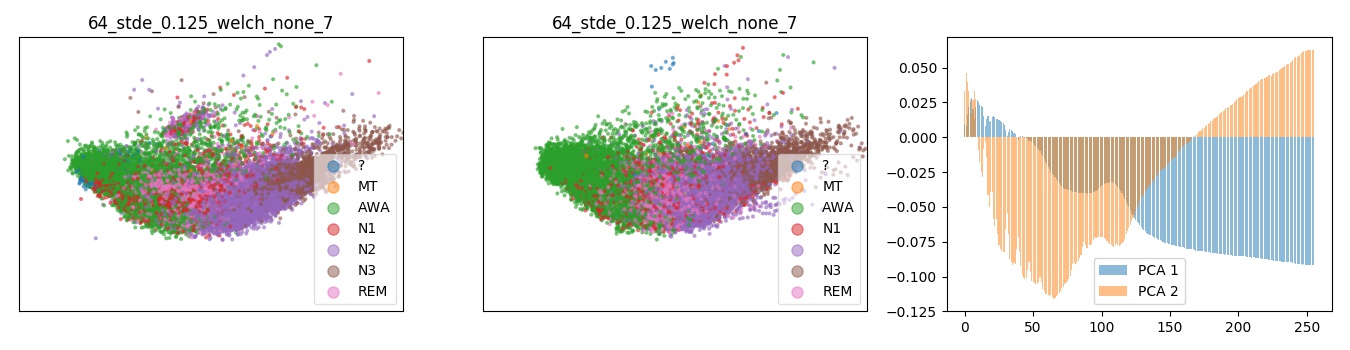 64_stde_0.125_welch_none_7
?
MT
AWA
N1
N2
N3
REM
64_stde_0.125_welch_none_7
?
MT
AWA
N1
N2
N3
REM
0.050
0.025
0.000
−0.025
−0.050
−0.075
−0.100
−0.125
PCA 1
PCA 2
0 50 100 150 200 250